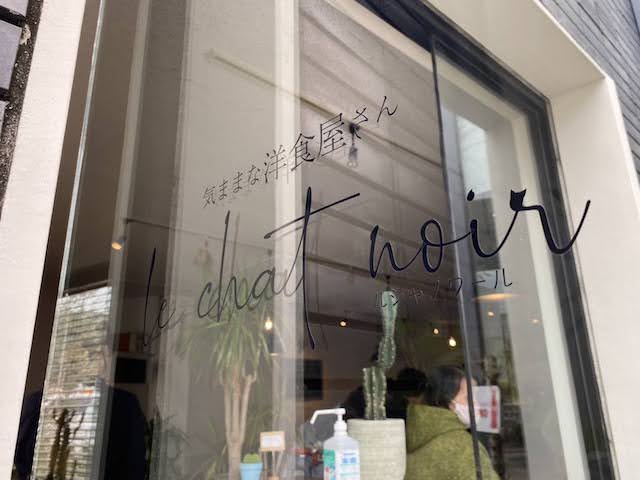 気ままな洋食屋さん
le chat noir
ルシャノワール